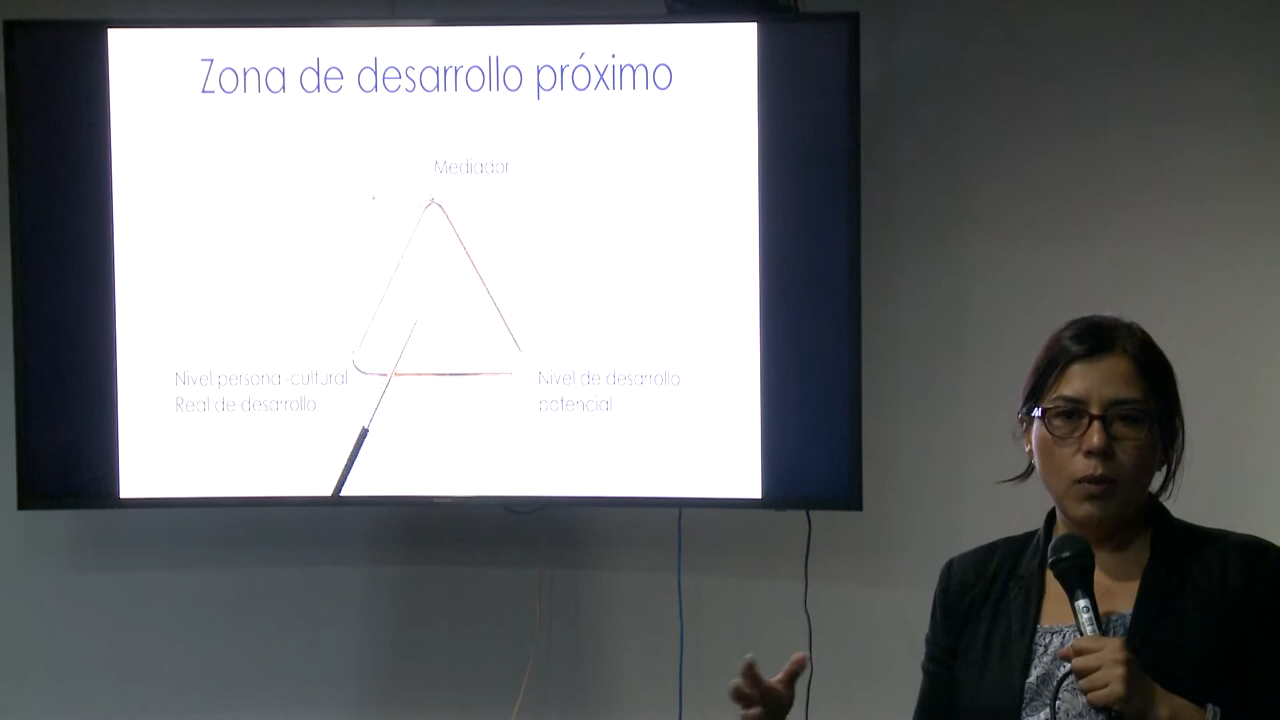 Zona de desarrollo próximo
Mediador
Nivel persona-cultural
Real de desarrollo
Nivel de desarrollo
potencial